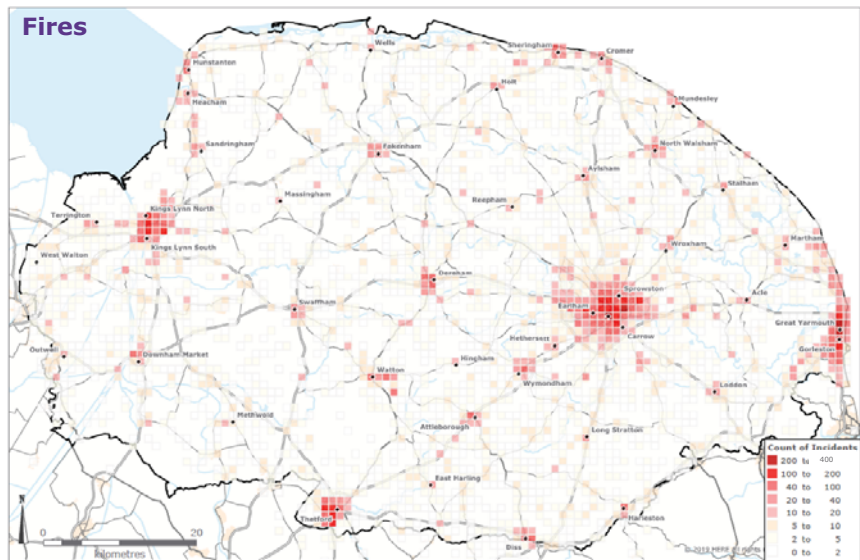 Fires
Wells
Sheringham
Cromer
Hunstanton
Holt
Heacham
Mundesley
Sandringham
Fakenham
North Walsham
Aylsham
Massingham
Stalham
Kings Lynn North
Reepham
Terrington
Kings Lynn South
Wroxham
Martham
West Walton
Dereham
Sprowston
Swaffham
Earlham
Acle
Great Yarmouth
Carrow
Hethersett
Gorleston
Outwell
Downham Market
Hingham
Watton
Wymondham
Loddon
Methwold
Attleborough
Long Stratton
Count of Incidents
200 to 400
100 to 200
40 to 100
20 to 40
10 to 20
5 to 10
2 to 5
0 to 2
East Harling
Thetford
Harleston
Diss
N
0 20
kilometres